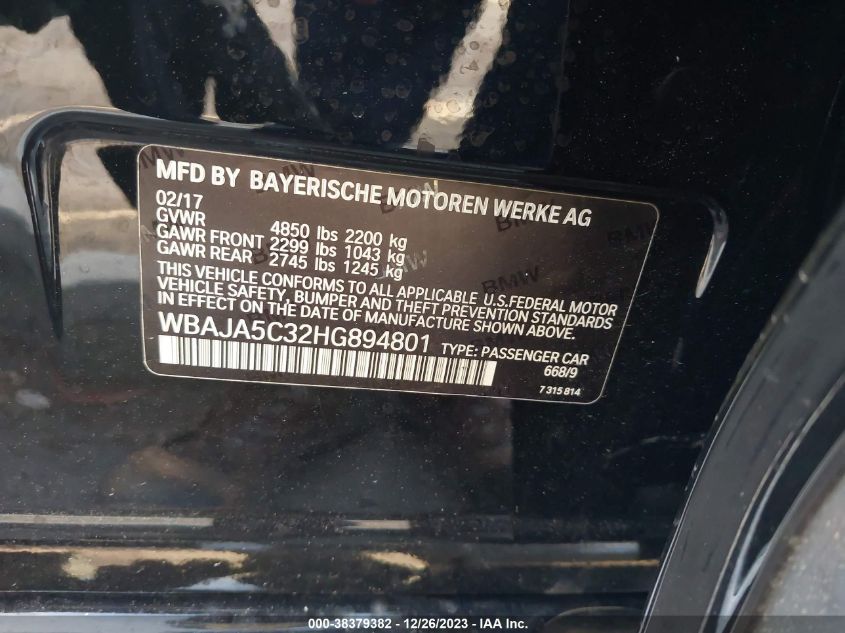 MFD BY BAYERISCHE MOTOREN WERKE AG
02/17
GVWR 4850 lbs 2200 kg
GAWR FRONT 2299 lbs 1043 kg
GAWR REAR 2745 lbs 1245 kg
THIS VEHICLE CONFORMS TO ALL APPLICABLE U.S.FEDERAL MOTOR
VEHICLE SAFETY, BUMPER AND THEFT PREVENTION STANDARDS
IN EFFECT ON THE DATE OF MANUFACTURE SHOWN ABOVE.
WBAJA5C32HG894801 TYPE: PASSENGER CAR
668/9
7 315 814
000-38379382 - 12/26/2023 - IAA Inc.